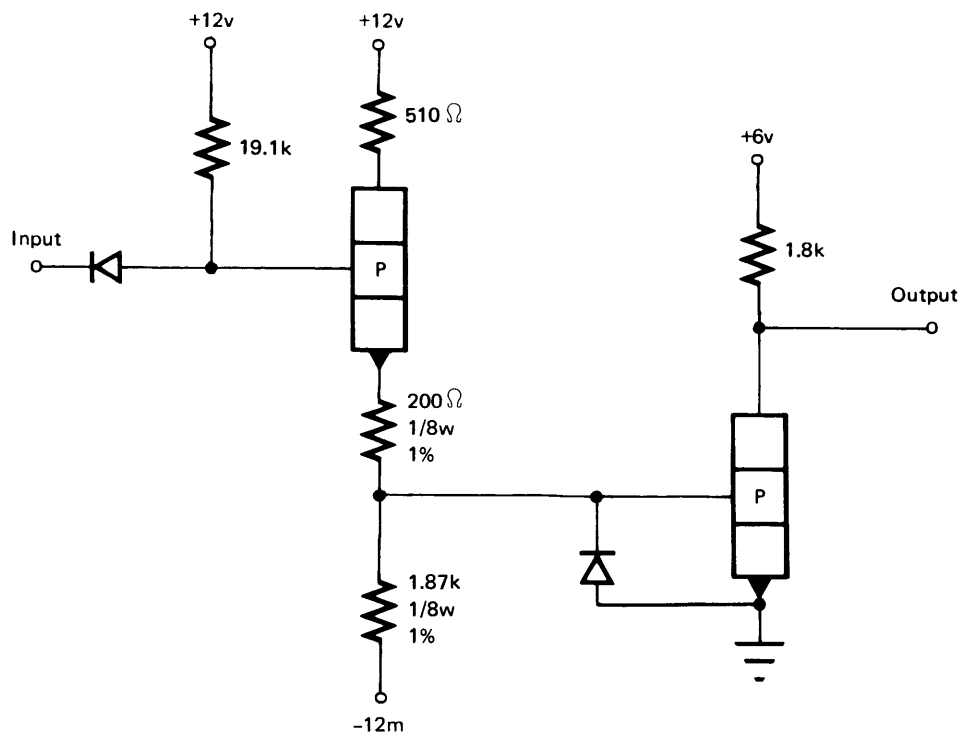 +12v
+12v
510 Ω
19.1k
+6v
Input
P
1.8k
Output
200 Ω
1/8w
1%
P
1.87k
1/8w
1%
-12m